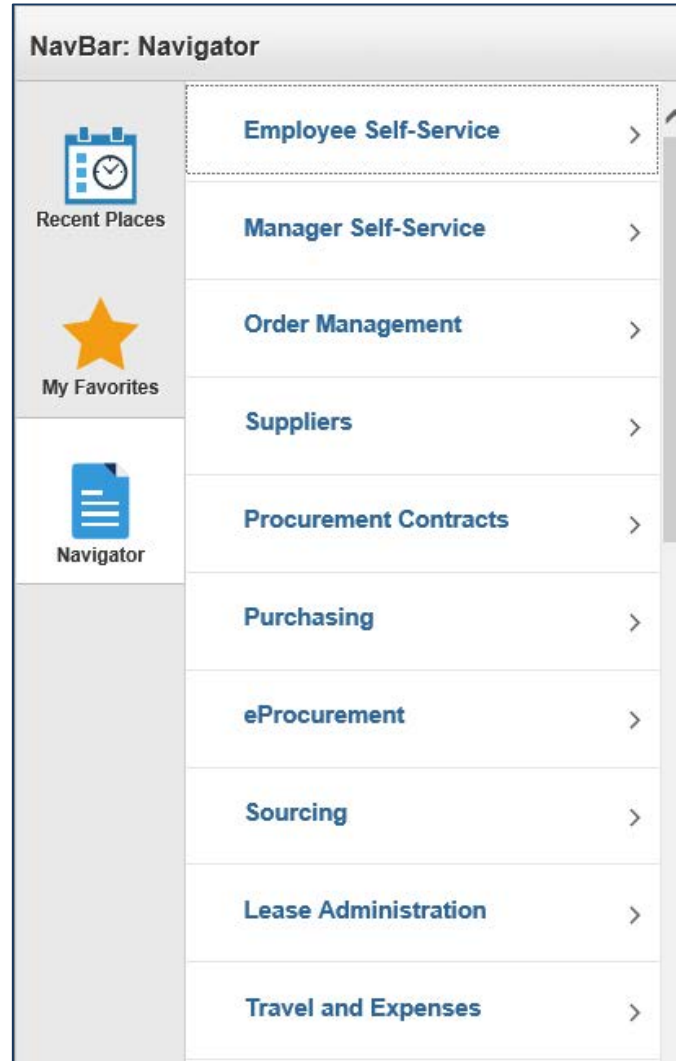 NavBar: Navigator
Recent Places
My Favorites
Navigator
Employee Self-Service
Manager Self-Service
Order Management
Suppliers
Procurement Contracts
Purchasing
eProcurement
Sourcing
Lease Administration
Travel and Expenses